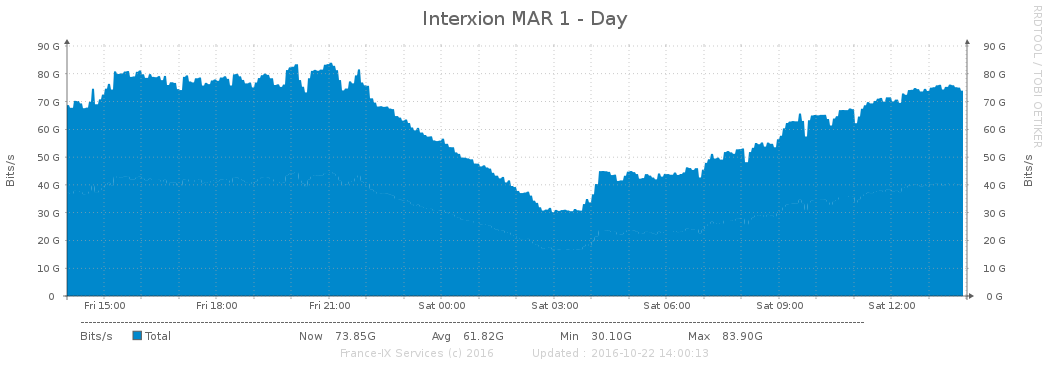 Interxion MAR 1 - Day
RRDTOOL / TOBI OETIKER
Bits/s
90 G 90 G
80 G 80 G
70 G 70 G
60 G 60 G
50 G 50 G
40 G 40 G
30 G 30 G
20 G 20 G
10 G 10 G
0 0 G
Bits/s
Fri 15:00 Fri 18:00 Fri 21:00 Sat 00:00 Sat 03:00 Sat 06:00 Sat 09:00 Sat 12:00
Bits/s Total Now 73.85G Avg 61.82G Min 30.10G Max 83.90G
France-IX Services (c) 2016 Updated : 2016-10-22 14:00:13